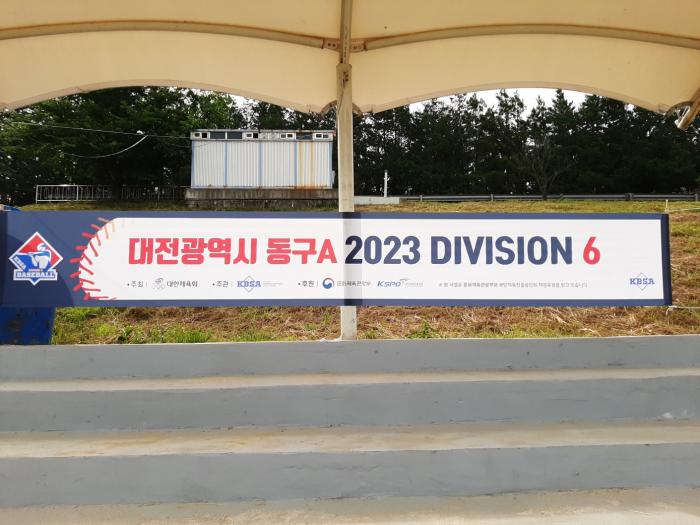 대전광역시 동구A 2023 DIVISION 6
BASEBALL
• 주최 대한체육회 • 주관 KBSA • 후원 문화체육관광부 KSPO
KBSA